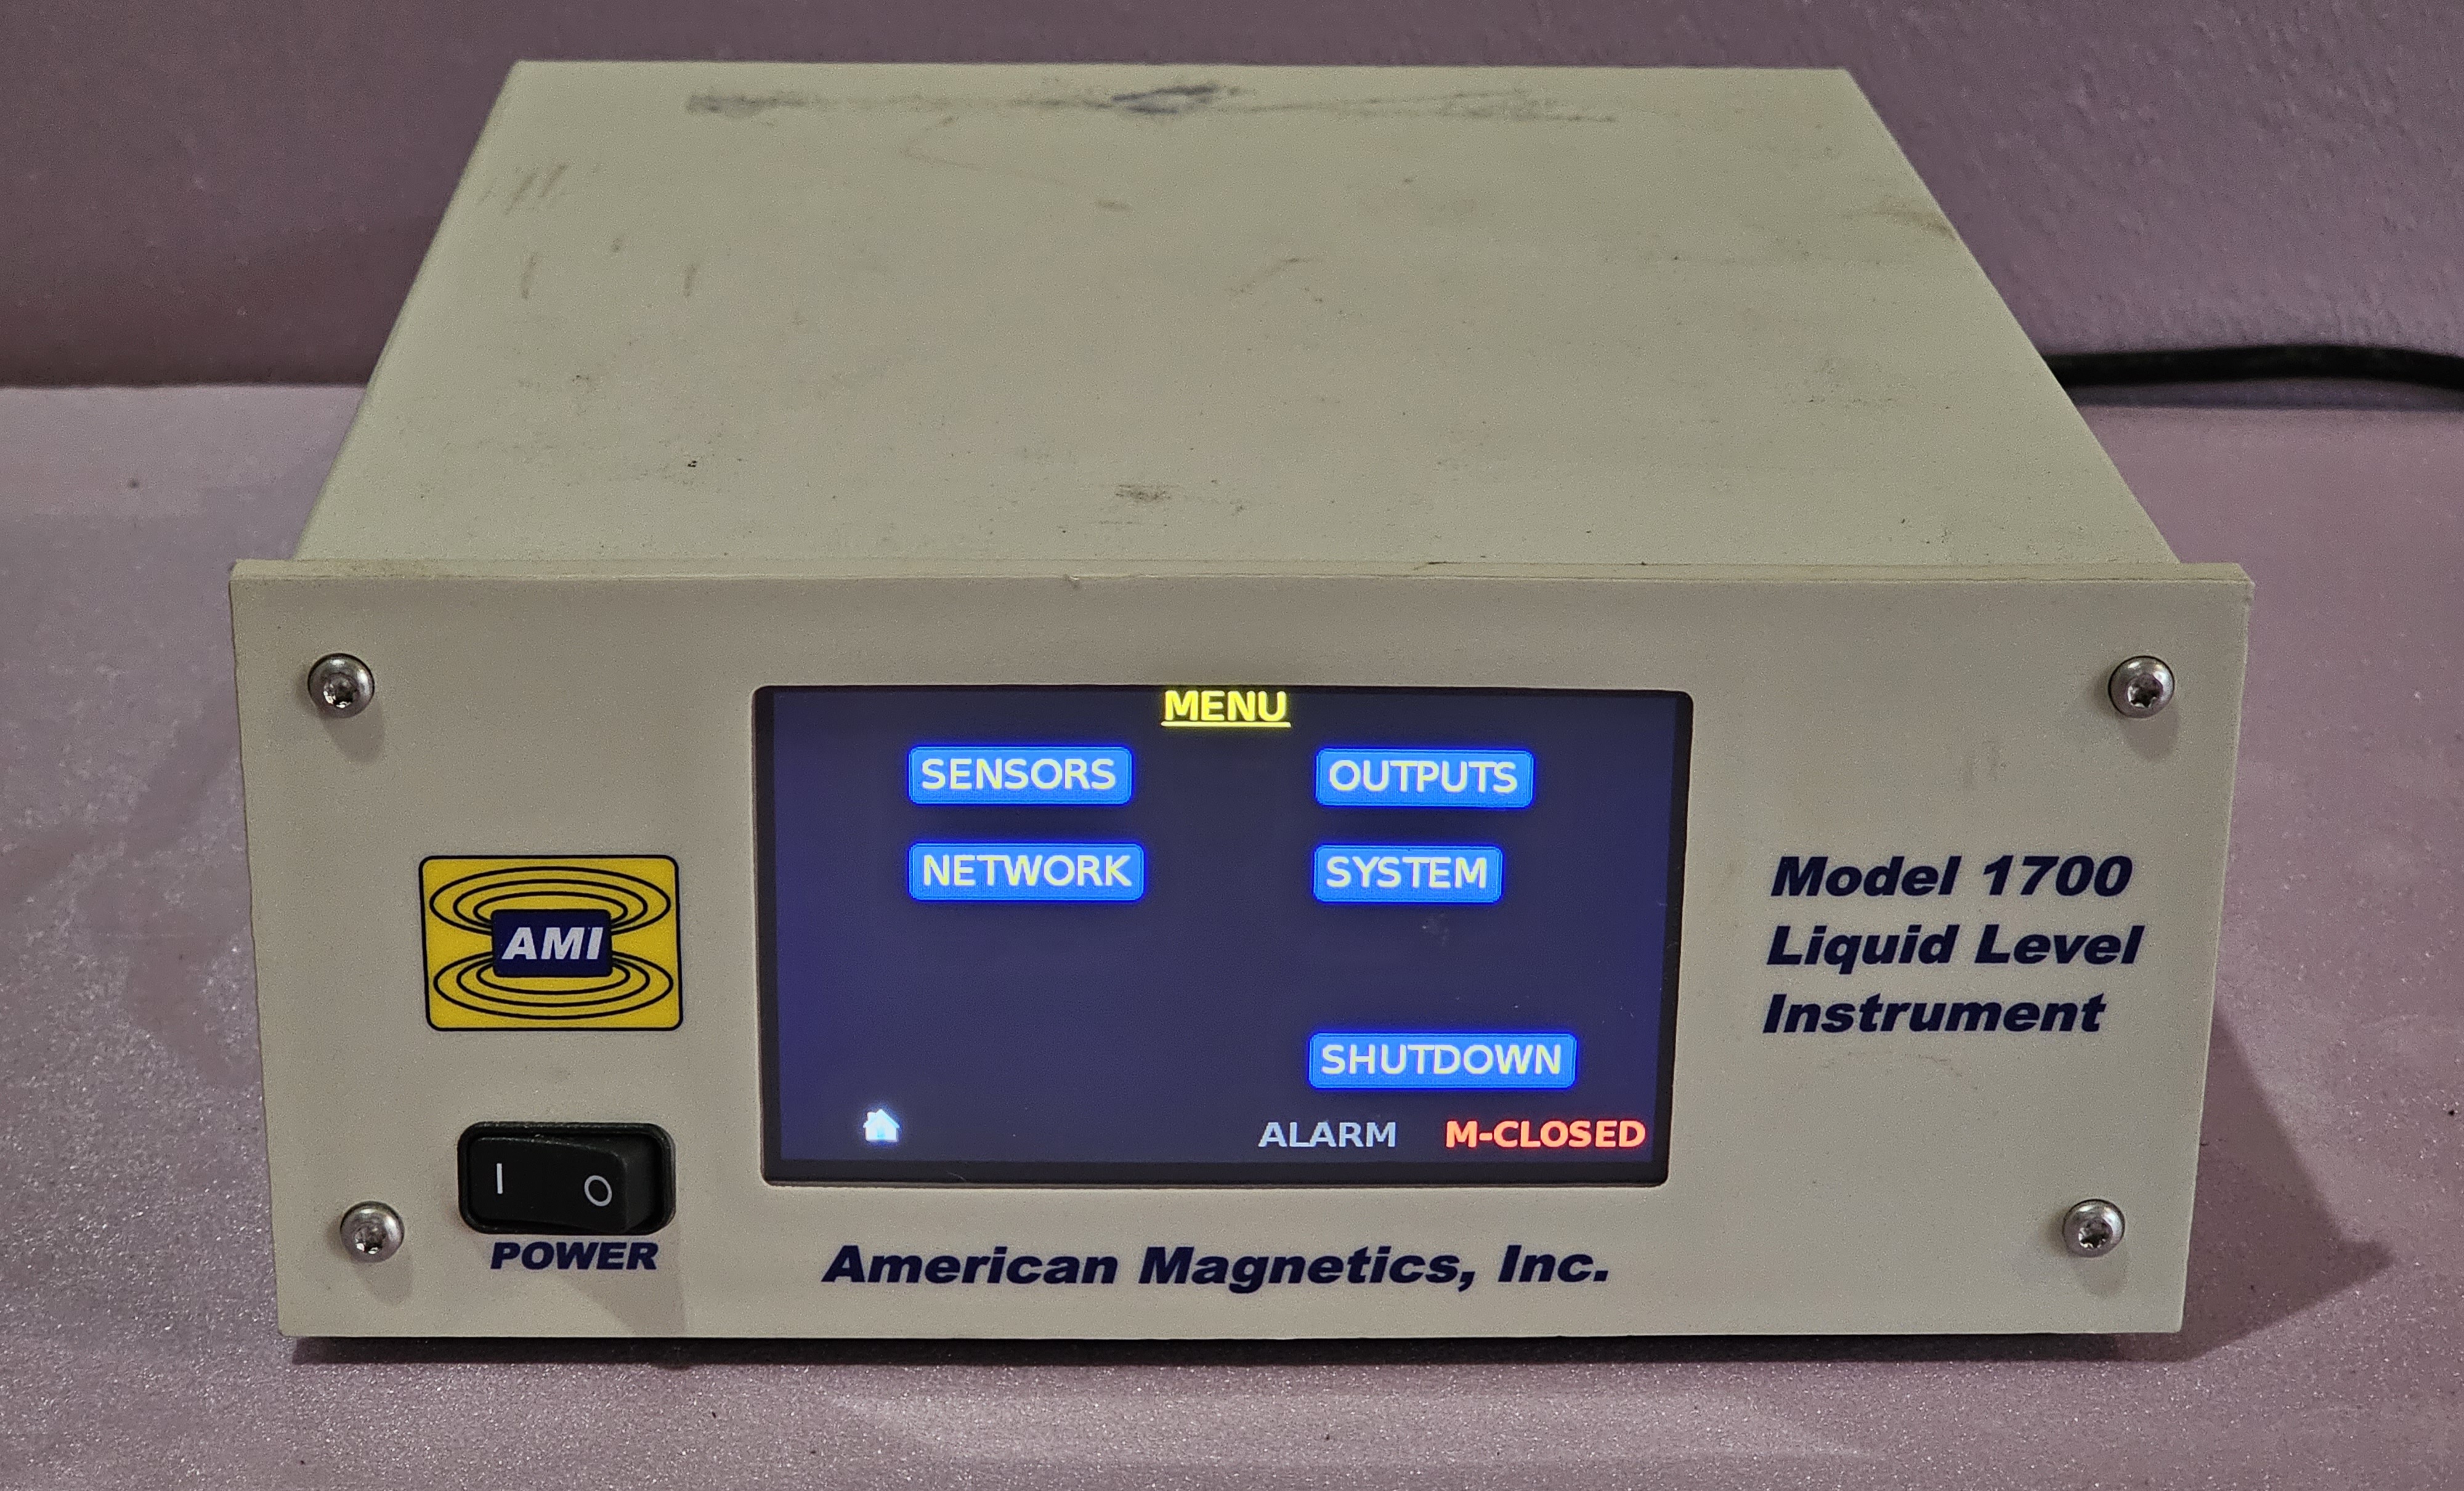 MENU
SENSORS OUTPUTS
NETWORK SYSTEM
SHUTDOWN
ALARM M-CLOSED
AMI
I O
POWER
American Magnetics, Inc.
Model 1700
Liquid Level
Instrument